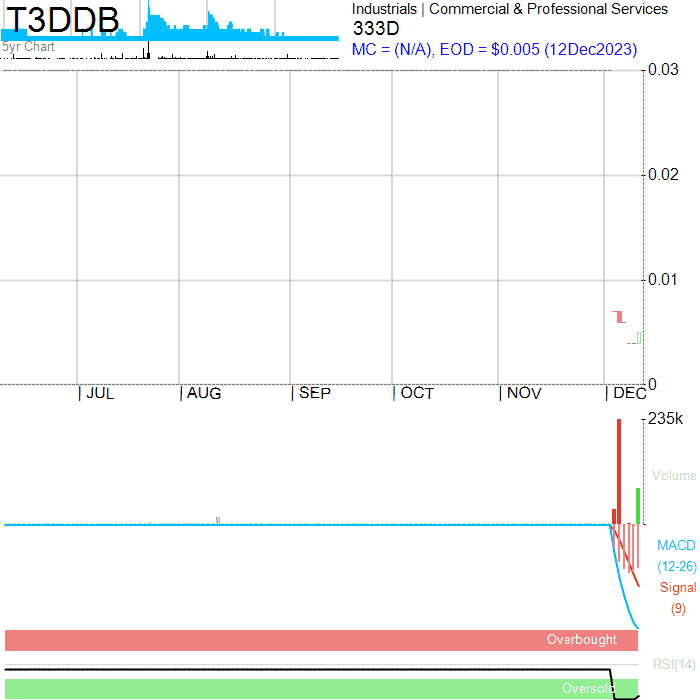 T3DDB
5yr Chart
Industrials | Commercial & Professional Services
333D
MC = (N/A), EOD = $0.005 (12Dec2023)
0.03
0.02
0.01
0
| JUL | AUG | SEP | OCT | NOV | DEC
235k
Volume
MACD
(12-26)
Signal
(9)
Overbought
RSI(14)
Oversold